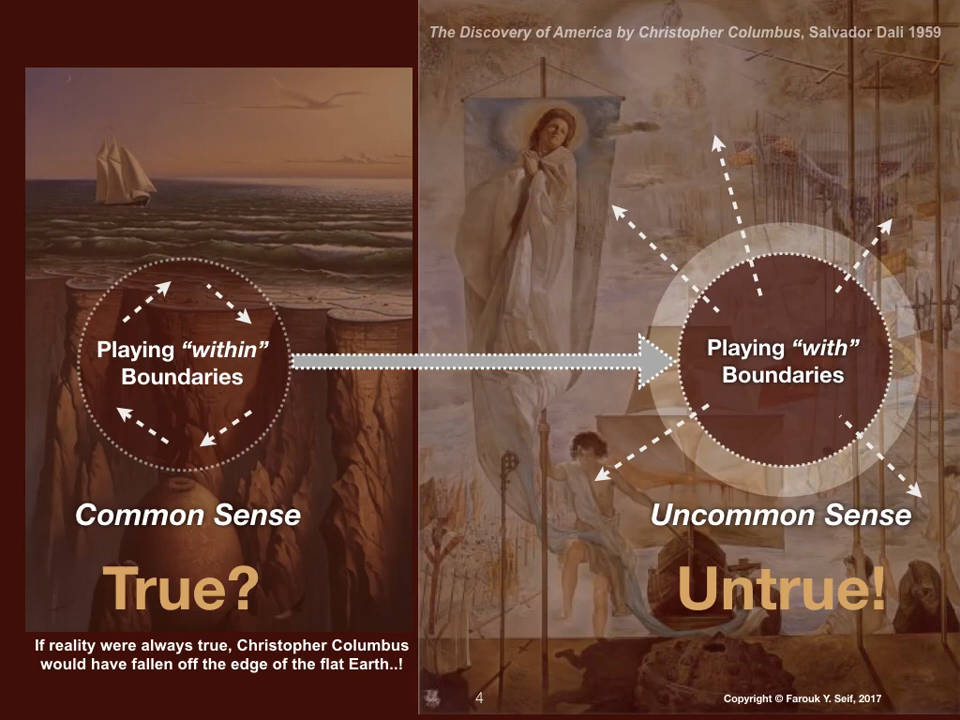 The Discovery of America by Christopher Columbus, Salvador Dali 1959
Playing “within”
Boundaries
Common Sense
True?
If reality were always true, Christopher Columbus
would have fallen off the edge of the flat Earth..!
Playing “with”
Boundaries
Uncommon Sense
Untrue!
4
Copyright © Farouk Y. Seif, 2017